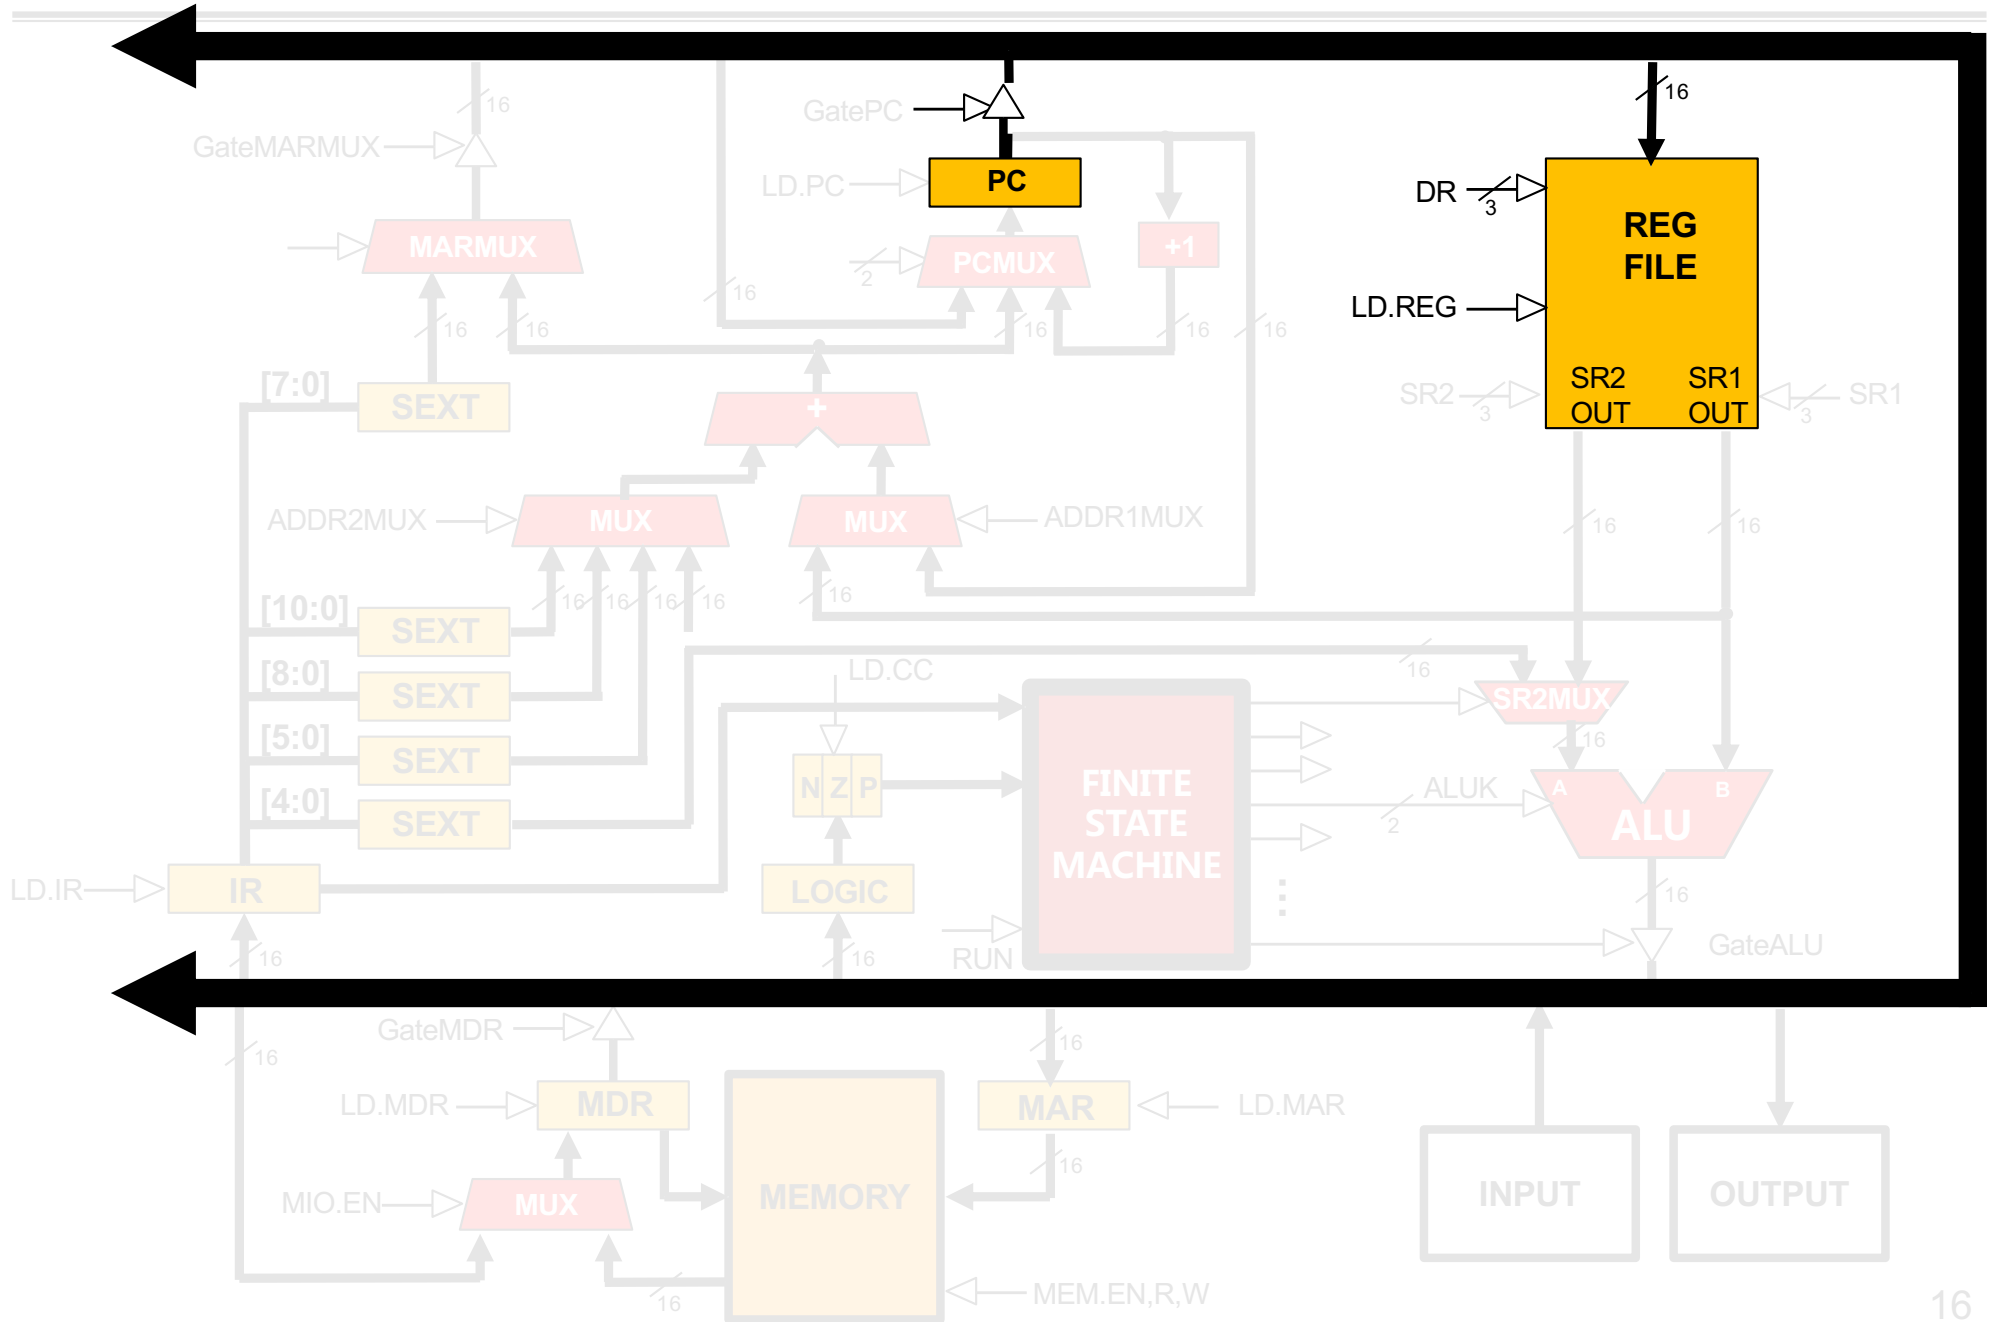 16
GatePC
16
GateMARMUX
PC
LD.PC
DR
3
REG
FILE
MARMUX
PCMUX
+1
2
16
LD.REG
16
16
16
16
16
[7:0]
SEXT
+
SR2
3
SR2
OUT
SR1
OUT
3
SR1
ADDR2MUX
MUX
MUX
ADDR1MUX
16
16
[10:0]
SEXT
16
16
16
16
16
[8:0]
SEXT
LD.CC
16
SR2MUX
[5:0]
SEXT
16
N Z P
FINITE
STATE
MACHINE
ALUK
2
A
B
ALU
[4:0]
SEXT
LD.IR
IR
LOGIC
⋮
16
16
16
RUN
GateALU
GateMDR
16
16
LD.MDR
MDR
MAR
LD.MAR
16
MIO.EN
MUX
MEMORY
INPUT
OUTPUT
16
MEM.EN,R,W
16